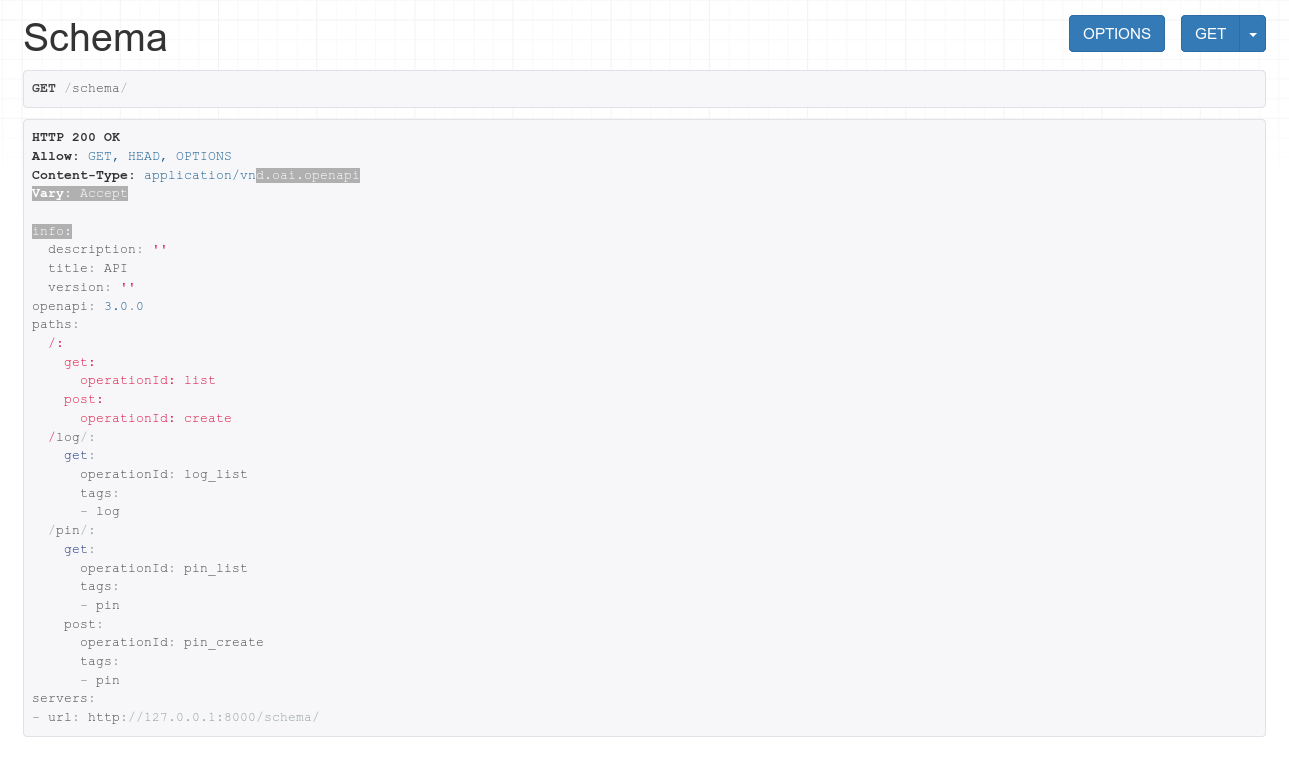 Schema
OPTIONS
GET
GET /schema/
HTTP 200 OK
Allow: GET, HEAD, OPTIONS
Content-Type: application/vnd.oai.openapi
Vary: Accept
info:
  description: ''
  title: API
  version: ''
openapi: 3.0.0
paths:
  /:
    get:
      operationId: list
    post:
      operationId: create
  /log/:
    get:
      operationId: log_list
      tags:
      - log
  /pin/:
    get:
      operationId: pin_list
      tags:
      - pin
    post:
      operationId: pin_create
      tags:
      - pin
servers:
- url: http://127.0.0.1:8000/schema/